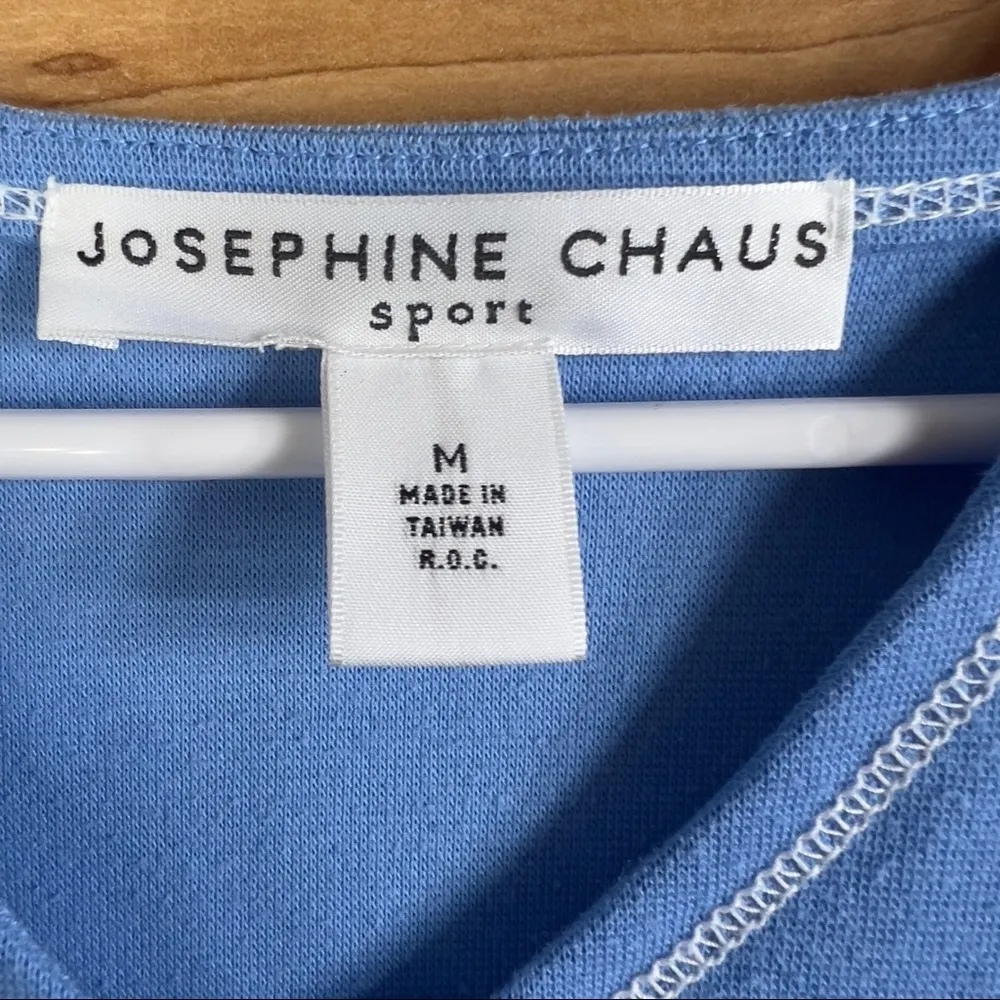 JoSEPHINE CHAUS
sport
M
MADE IN
TAIWAN
R.O.C.